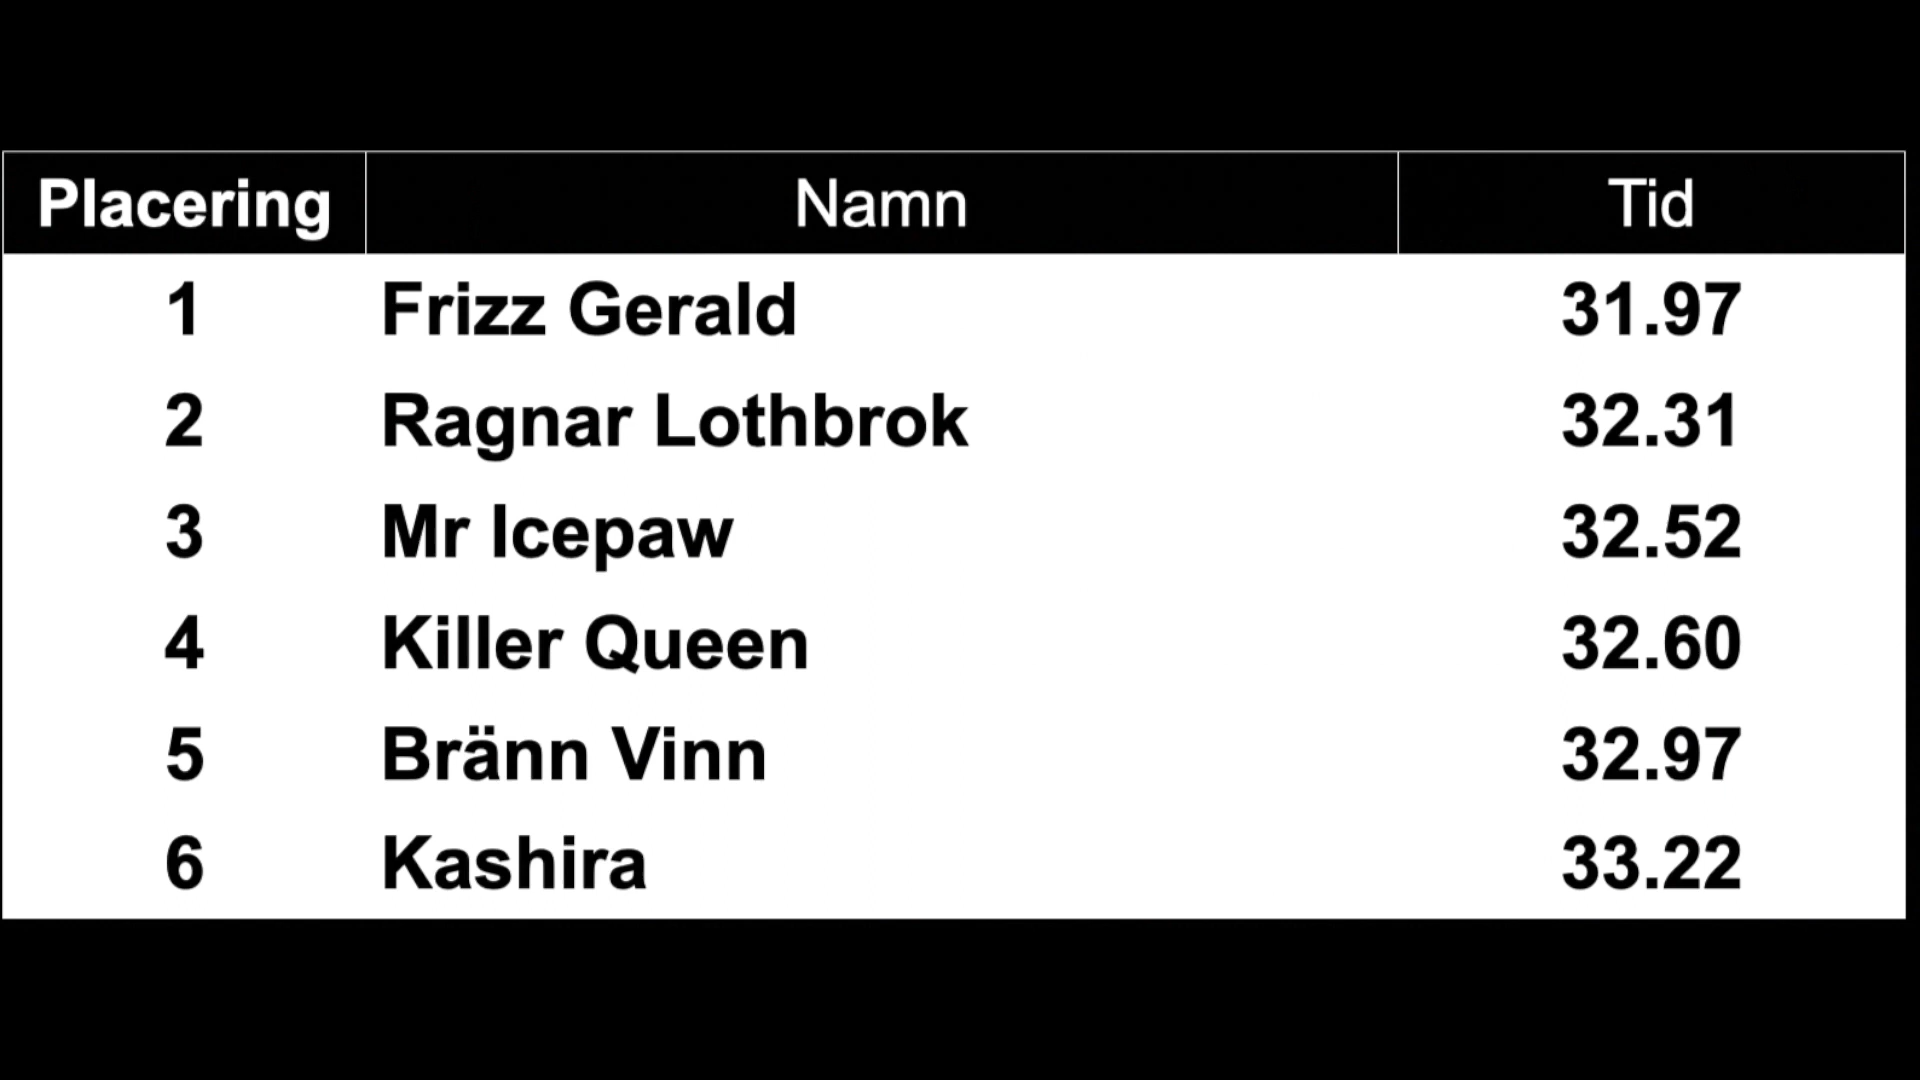 Placering Namn Tid
1 Frizz Gerald 31.97
2 Ragnar Lothbrok 32.31
3 Mr Icepaw 32.52
4 Killer Queen 32.60
5 Bränn Vinn 32.97
6 Kashira 33.22